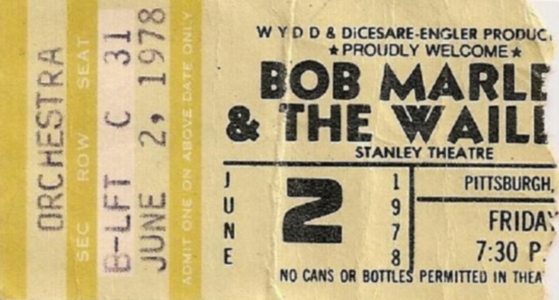 ORCHESTRA
SEC ROW SEAT
B-LFT C 31
JUNE 2, 1978
ADMIT ONE ON ABOVE DATE ONLY
WYDD & DiCESARE-ENGLER PRODUC
★ PROUDLY WELCOME ★
BOB MARLE
& THE WAILL
STANLEY THEATRE
JUNE
2
1978
PITTSBURGH,
FRIDAY
7:30 P.
NO CANS OR BOTTLES PERMITTED IN THEA